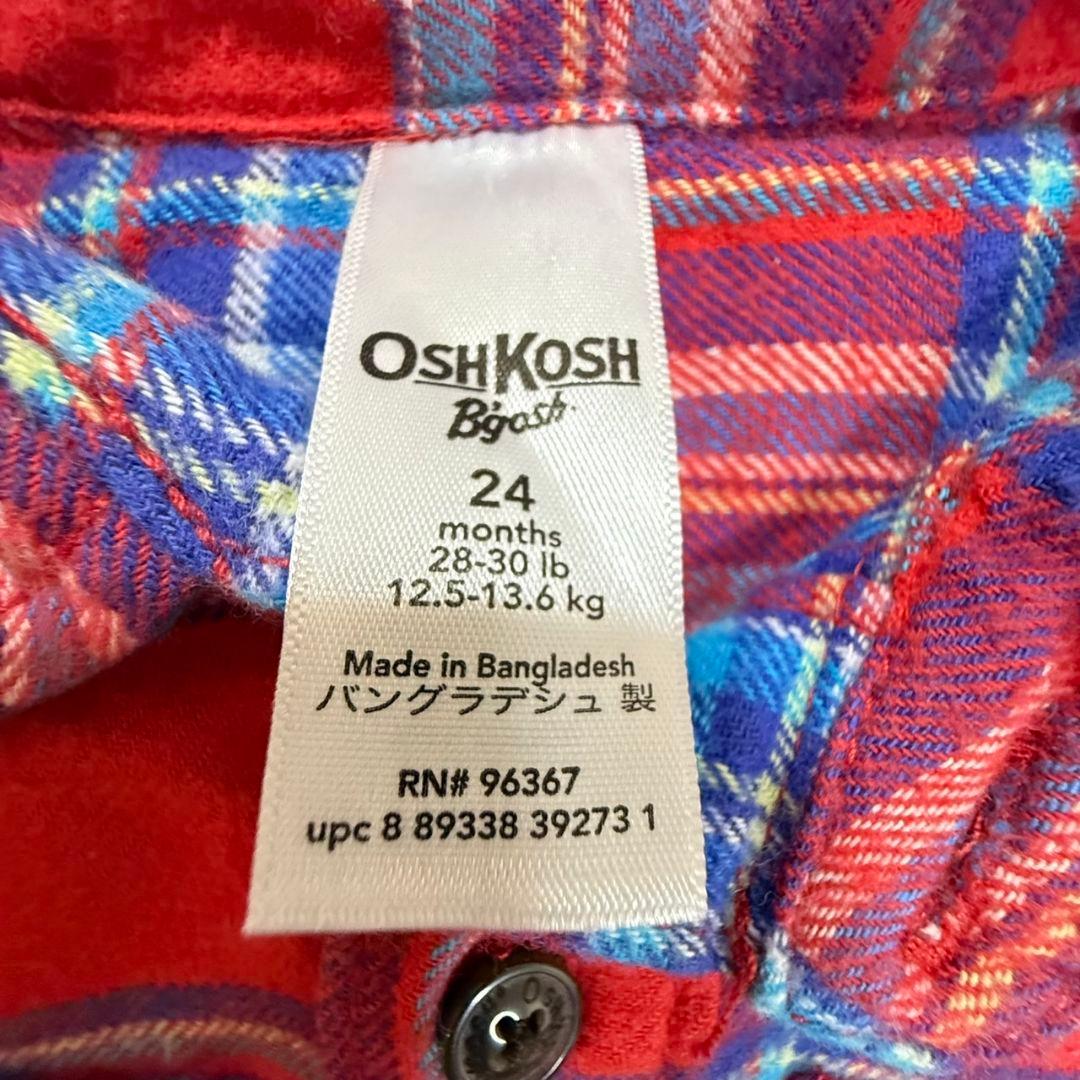 OSHKOSH
B'gosh
24
months
28-30 lb
12.5-13.6 kg
Made in Bangladesh
バングラデシュ 製
RN# 96367
upc 8 89338 39273 1